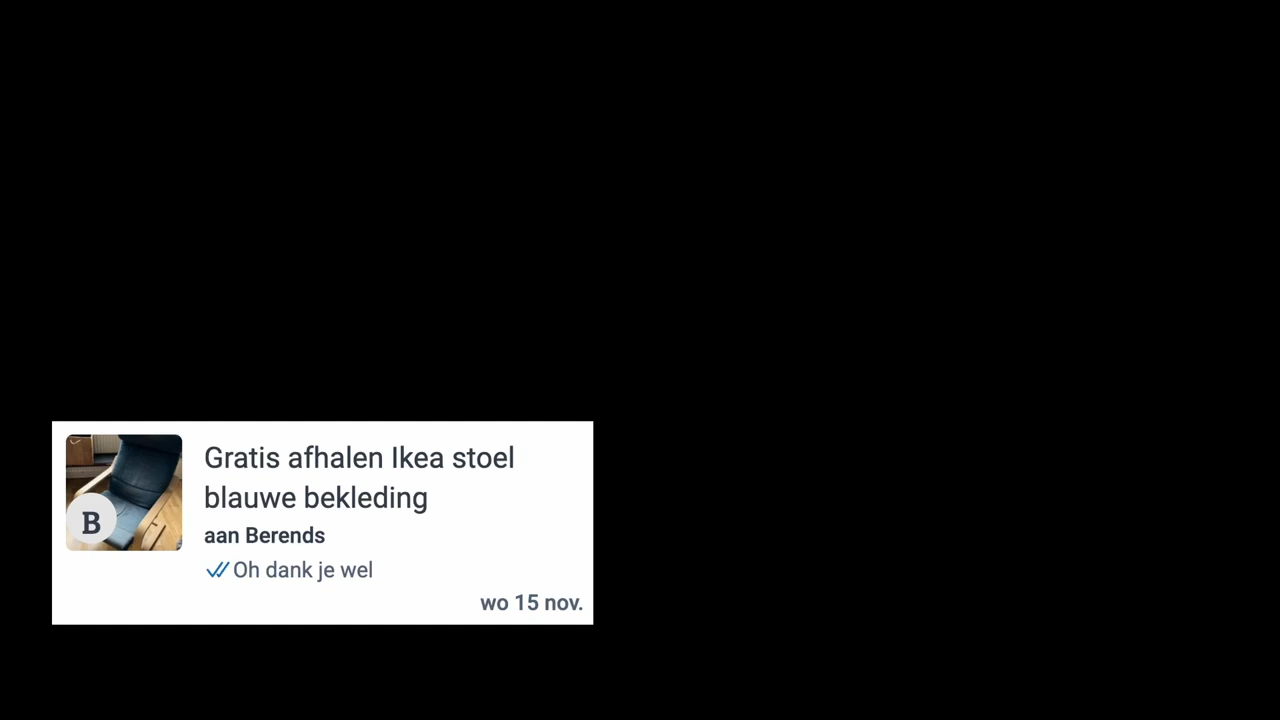 Gratis afhalen Ikea stoel
blauwe bekleding
B
aan Berends
Oh dank je wel
wo 15 nov.